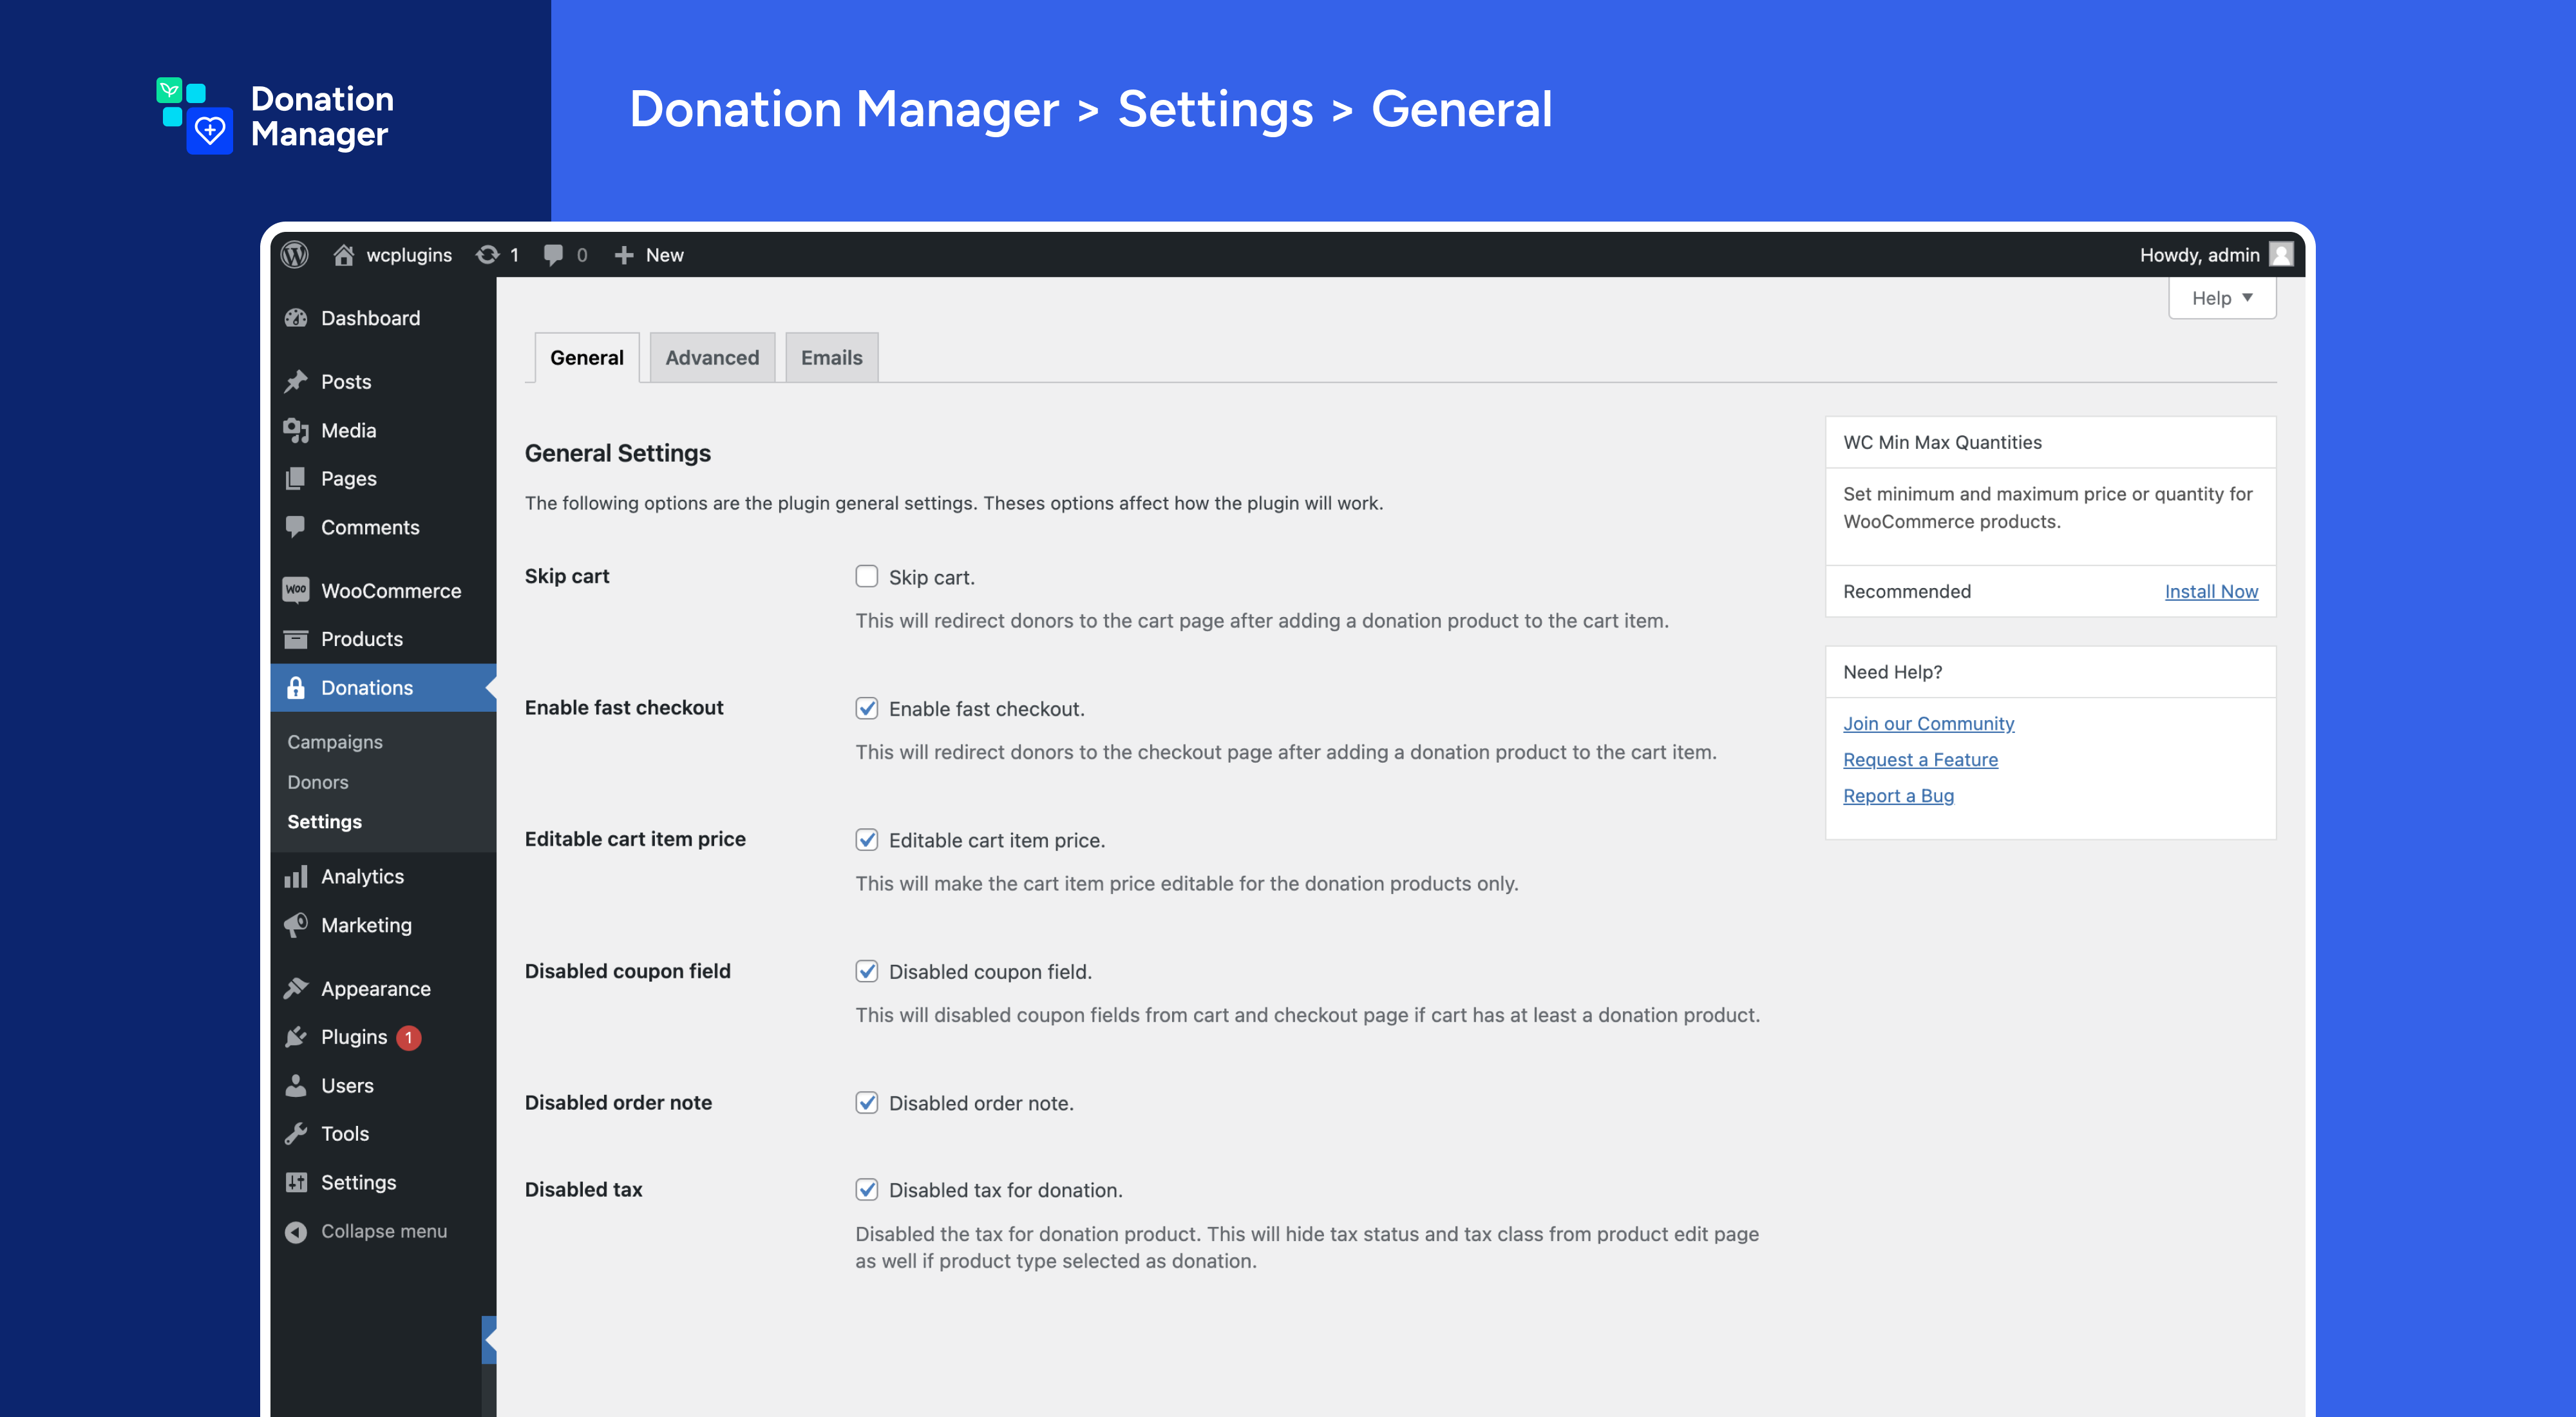 Donation
Manager
Donation Manager > Settings > General
wcplugins
1
0
New
Howdy, admin
Help
Dashboard
Posts
Media
Pages
Comments
Woo
WooCommerce
Products
Donations
Campaigns
Donors
Settings
Analytics
Marketing
Appearance
Plugins 1
Users
Tools
Settings
Collapse menu
General
Advanced
Emails
General Settings
The following options are the plugin general settings. Theses options affect how the plugin will work.
Skip cart
Skip cart.
This will redirect donors to the cart page after adding a donation product to the cart item.
Enable fast checkout
Enable fast checkout.
This will redirect donors to the checkout page after adding a donation product to the cart item.
Editable cart item price
Editable cart item price.
This will make the cart item price editable for the donation products only.
Disabled coupon field
Disabled coupon field.
This will disabled coupon fields from cart and checkout page if cart has at least a donation product.
Disabled order note
Disabled order note.
Disabled tax
Disabled tax for donation.
Disabled the tax for donation product. This will hide tax status and tax class from product edit page
as well if product type selected as donation.
WC Min Max Quantities
Set minimum and maximum price or quantity for
WooCommerce products.
Recommended
Install Now
Need Help?
Join our Community
Request a Feature
Report a Bug